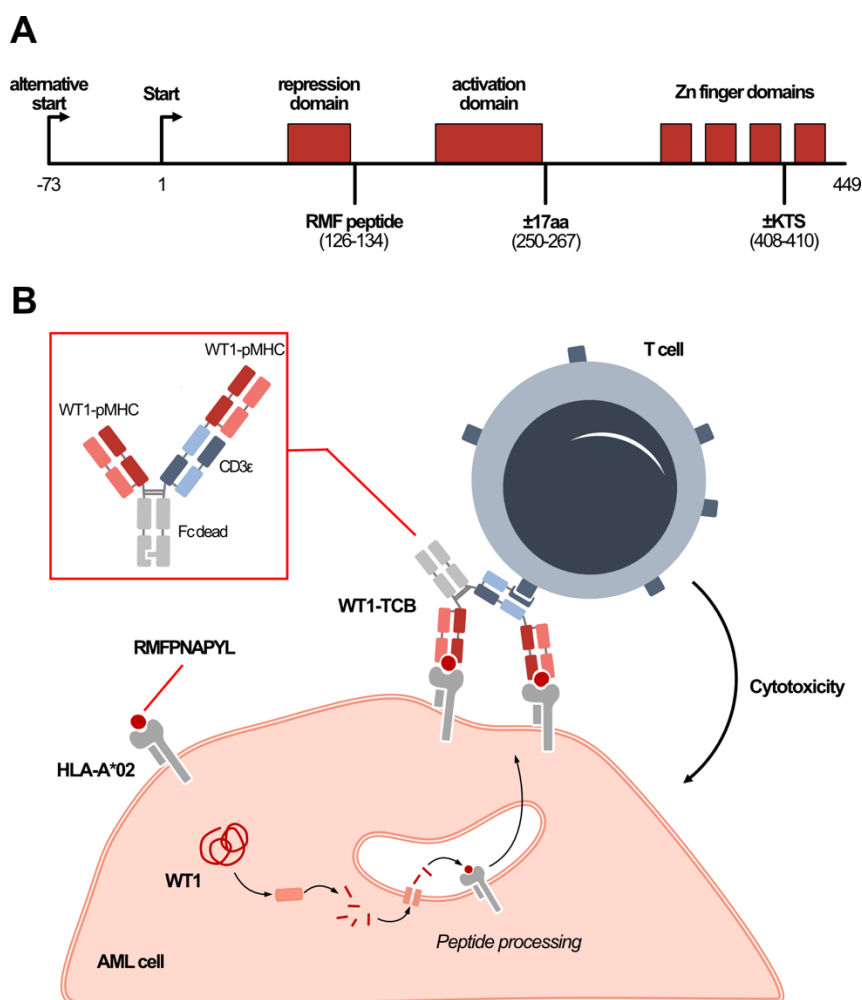 A
alternative
start
Start
repression
domain
activation
domain
Zn finger domains
-73
1
449
RMF peptide
(126-134)
±17aa
(250-267)
±KTS
(408-410)
B
WT1-pMHC
WT1-pMHC
CD3ε
Fc dead
T cell
WT1-TCB
RMFPNAPYL
Cytotoxicity
HLA-A*02
WT1
Peptide processing
AML cell